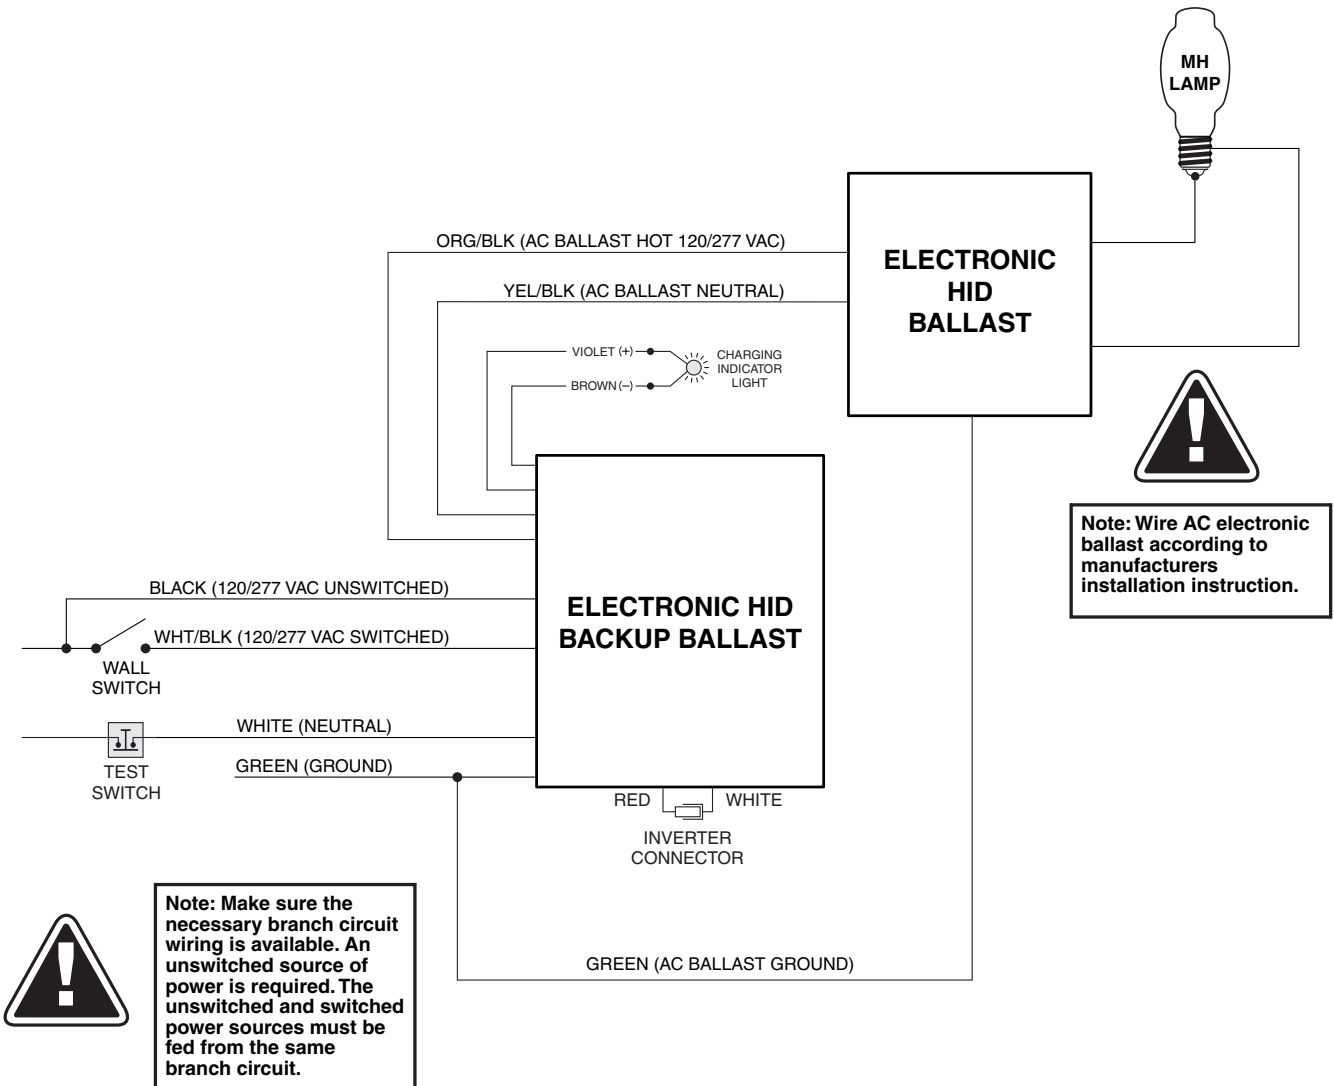 MH
LAMP
ORG/BLK (AC BALLAST HOT 120/277 VAC)
YEL/BLK (AC BALLAST NEUTRAL)
ELECTRONIC
HID
BALLAST
VIOLET (+)
BROWN (–)
CHARGING
INDICATOR
LIGHT
!
Note: Wire AC electronic
ballast according to
manufacturers
installation instruction.
BLACK (120/277 VAC UNSWITCHED)
WHT/BLK (120/277 VAC SWITCHED)
WALL
SWITCH
ELECTRONIC HID
BACKUP BALLAST
WHITE (NEUTRAL)
TEST
SWITCH
GREEN (GROUND)
RED
WHITE
INVERTER
CONNECTOR
!
Note: Make sure the
necessary branch circuit
wiring is available. An
unswitched source of
power is required. The
unswitched and switched
power sources must be
fed from the same
branch circuit.
GREEN (AC BALLAST GROUND)